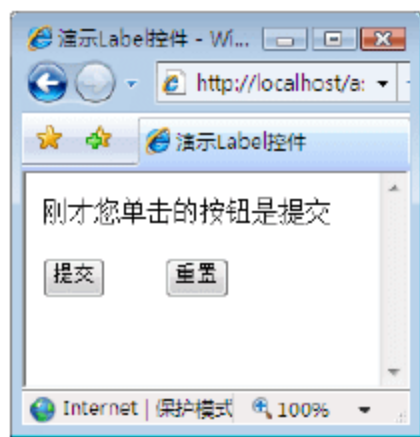 演示Label控件 - Wi...
http://localhost/a:
演示Label控件
刚才您单击的按钮是提交
提交 重置
Internet | 保护模式 100%